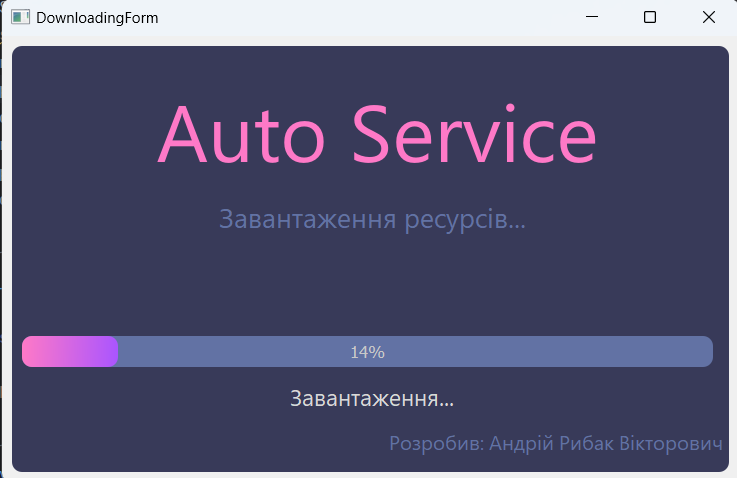 DownloadingForm
Auto Service
Завантаження ресурсів...
14%
Завантаження...
Розробив: Андрій Рибак Вікторович